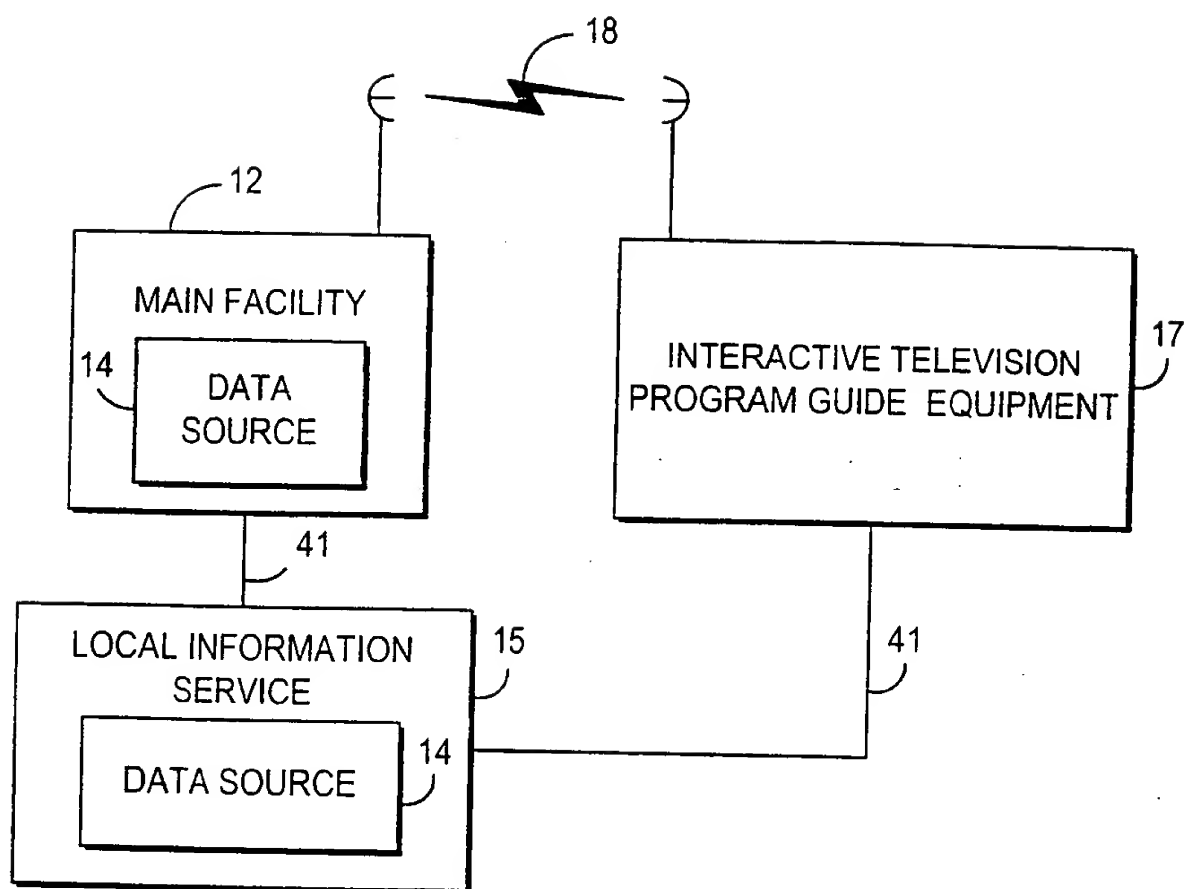 18
12
MAIN FACILITY
14
DATA
SOURCE
INTERACTIVE TELEVISION
PROGRAM GUIDE EQUIPMENT
17
41
LOCAL INFORMATION
SERVICE
15
41
14
DATA SOURCE